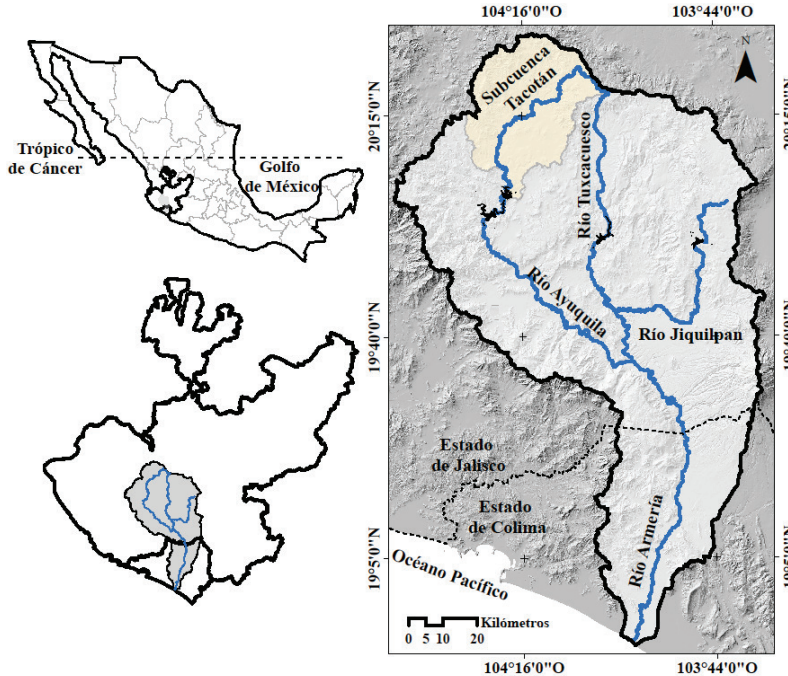 Trópico
de Cáncer
Golfo
de México
104°16'0"O
103°44'0"O
N
20°15'0"N
20°15'0"N
Subcuenca
Tacotán
Río Tuxcacuesco
Río Ayuquila
Río Jiquilpan
19°40'0"N
19°40'0"N
Estado
de Jalisco
Estado
de Colima
Río Armería
19°5'0"N
19°5'0"N
Océano Pacífico
Kilómetros
0 5 10 20
104°16'0"O
103°44'0"O